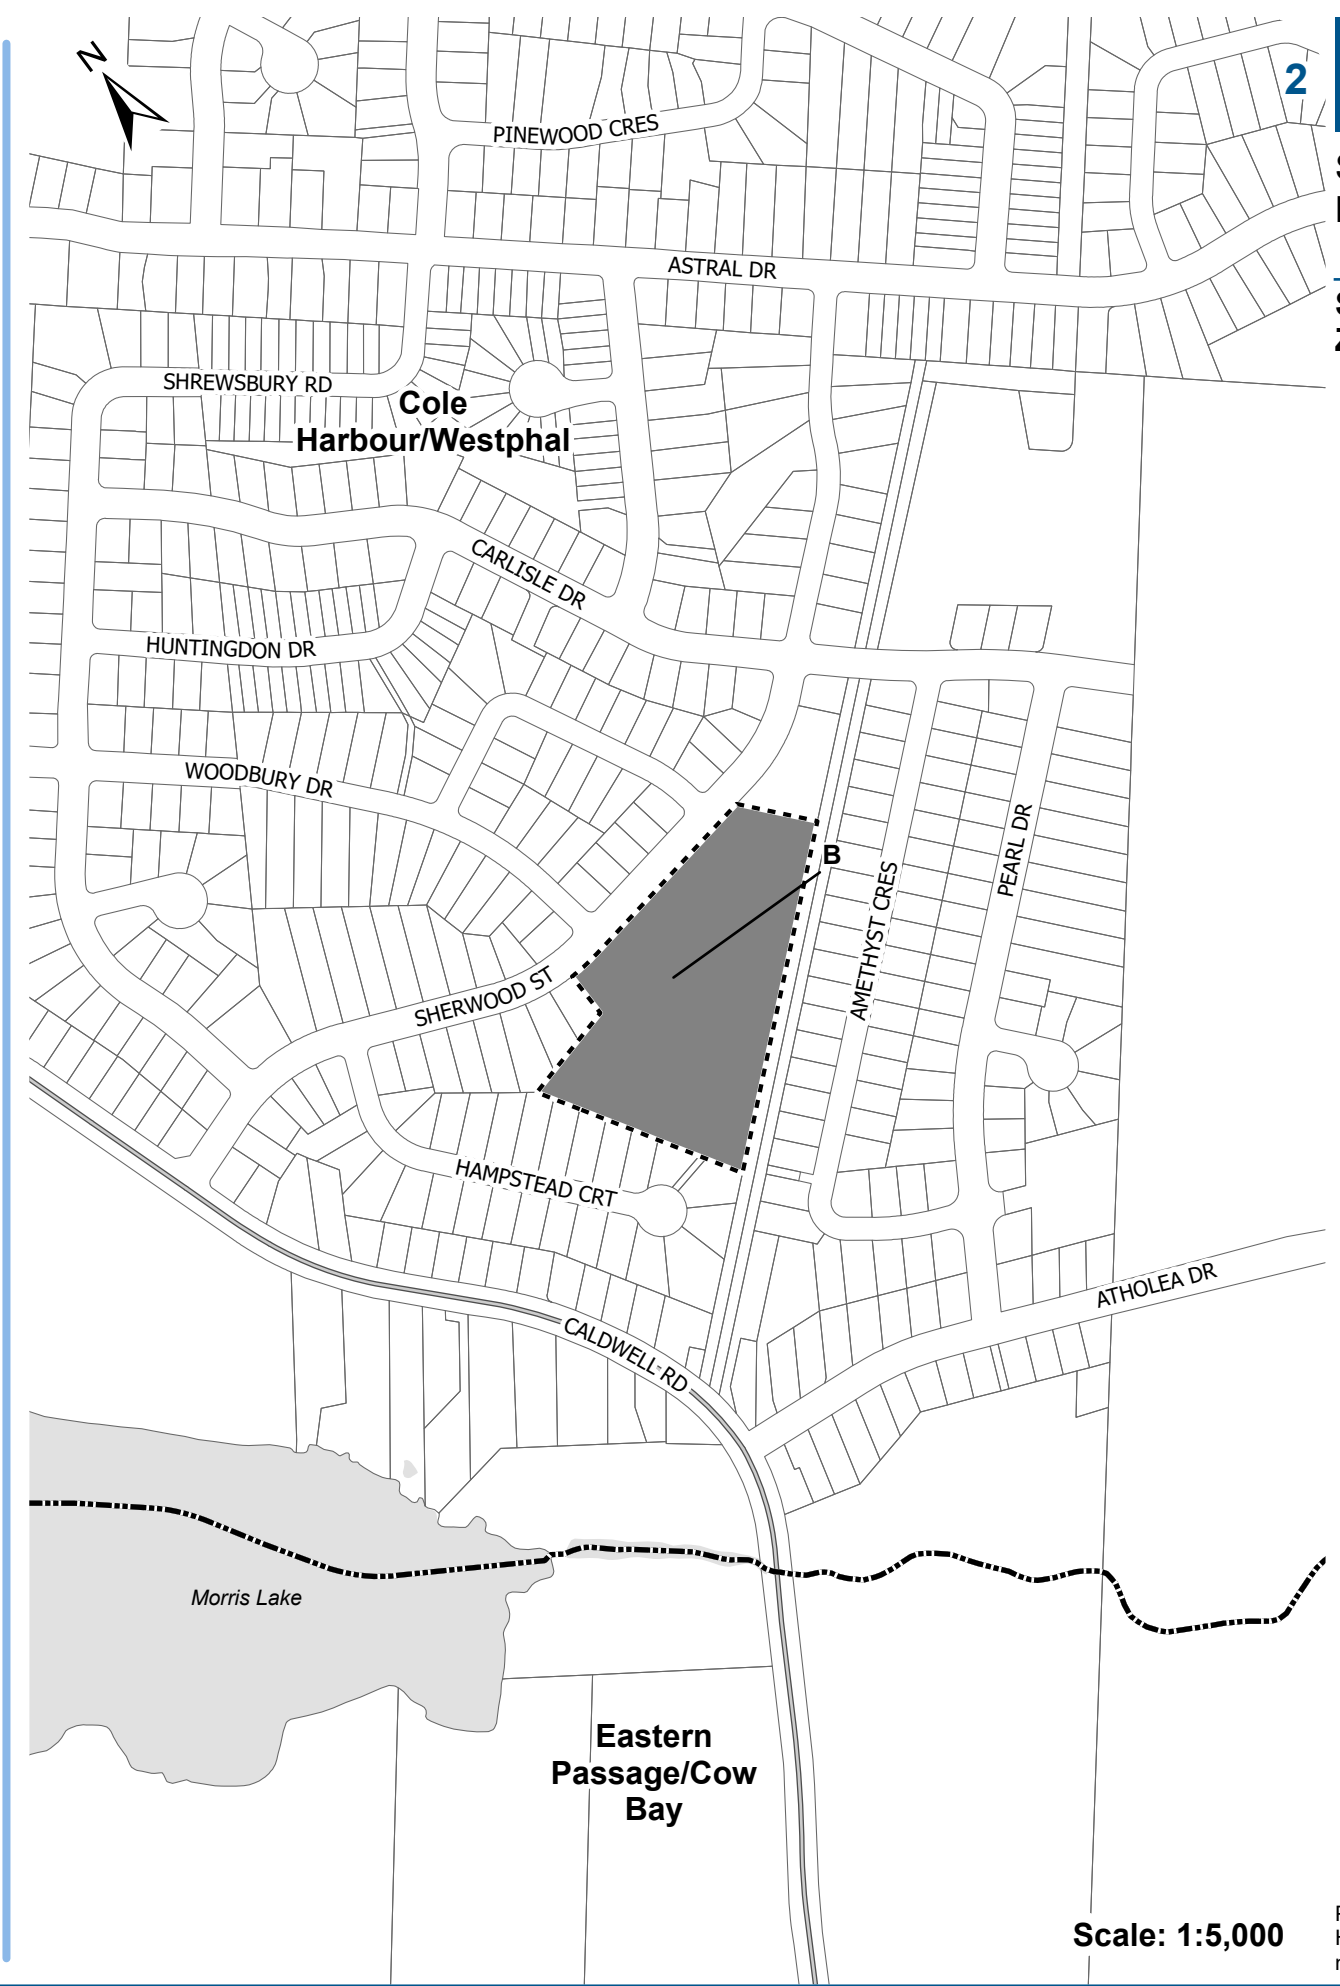 N
2
PINEWOOD CRES
ASTRAL DR
SHREWSBURY RD
Cole
Harbour/Westphal
CARLISLE DR
HUNTINGDON DR
WOODBURY DR
PEARL DR
B
AMETHYST CRES
SHERWOOD ST
HAMPSTEAD CRT
ATHOLEA DR
CALDWELL RD
Morris Lake
Eastern
Passage/Cow
Bay
Scale: 1:5,000